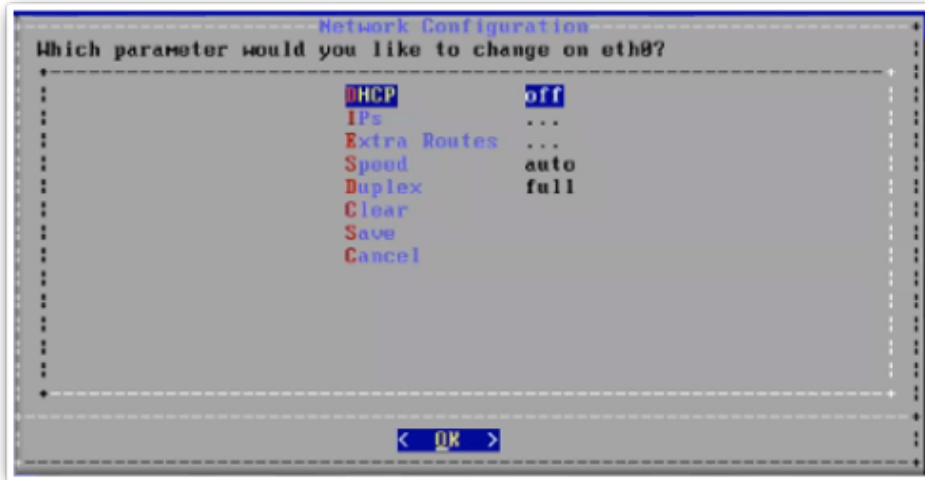 Network Configuration
Which parameter would you like to change on eth0?
DHCP off
IPs ...
Extra Routes ...
Speed auto
Duplex full
Clear
Save
Cancel
< OK >